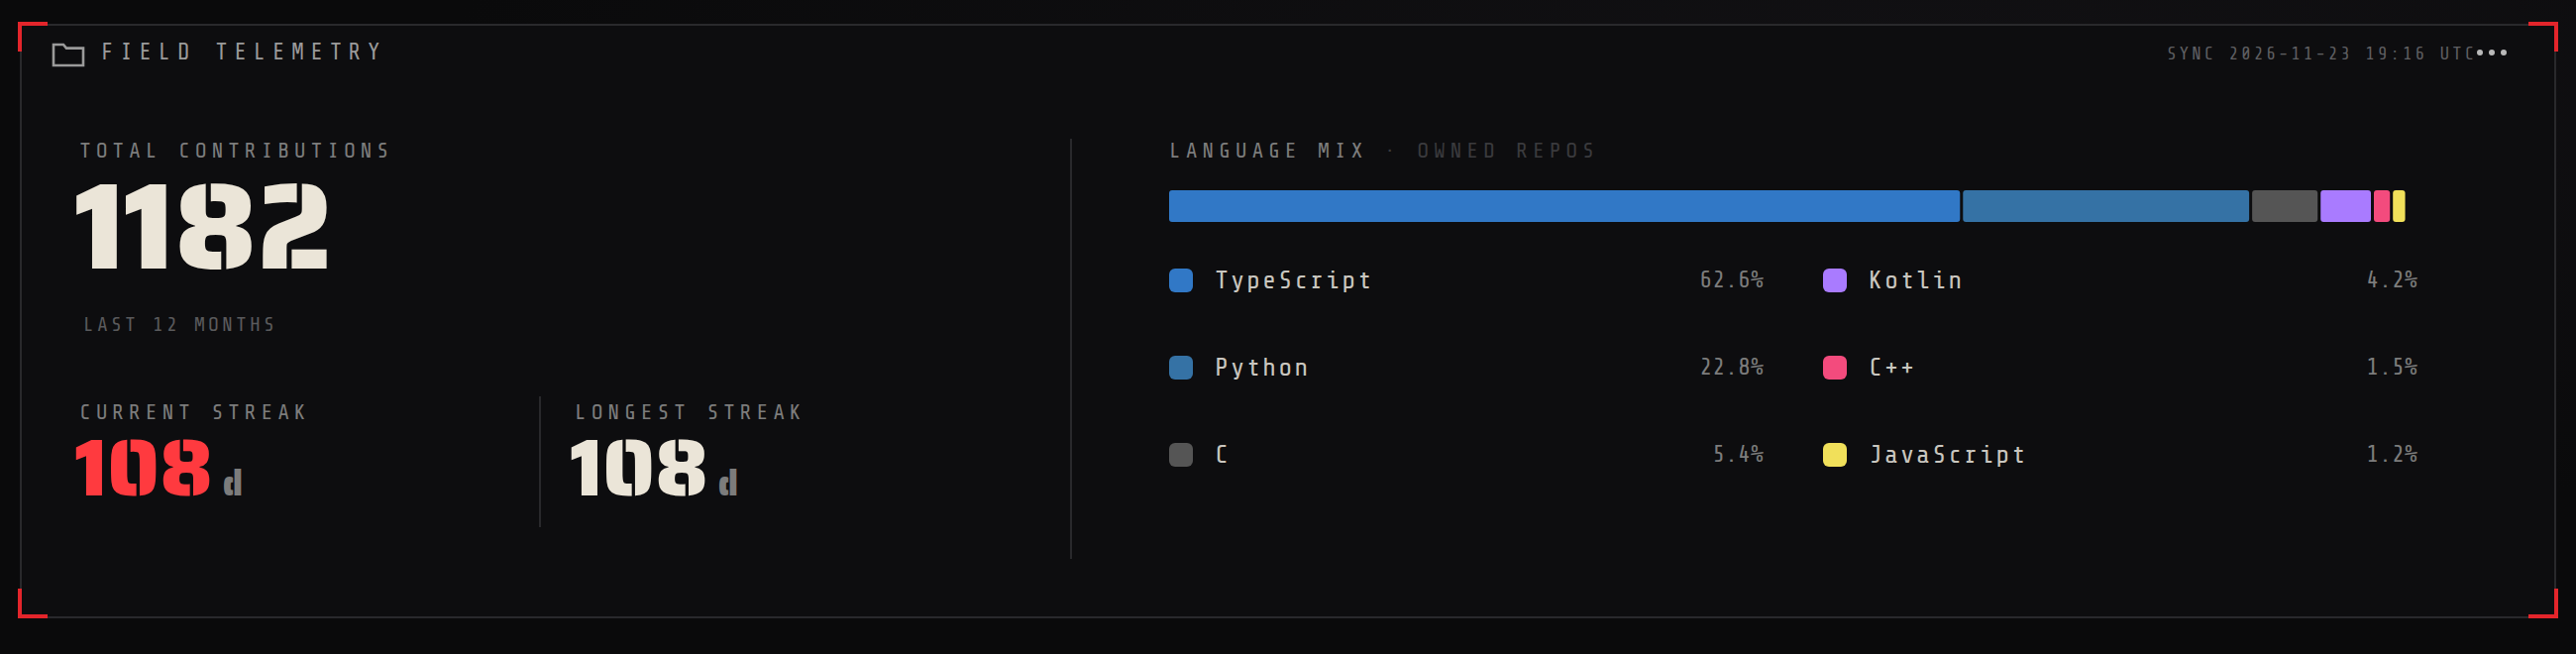 FIELD TELEMETRY
SYNC 2026-11-23 19:16 UTC
TOTAL CONTRIBUTIONS
1182
LAST 12 MONTHS
CURRENT STREAK
108 d
LONGEST STREAK
108 d
LANGUAGE MIX · OWNED REPOS
TypeScript 62.6%
Kotlin 4.2%
Python 22.8%
C++ 1.5%
C 5.4%
JavaScript 1.2%